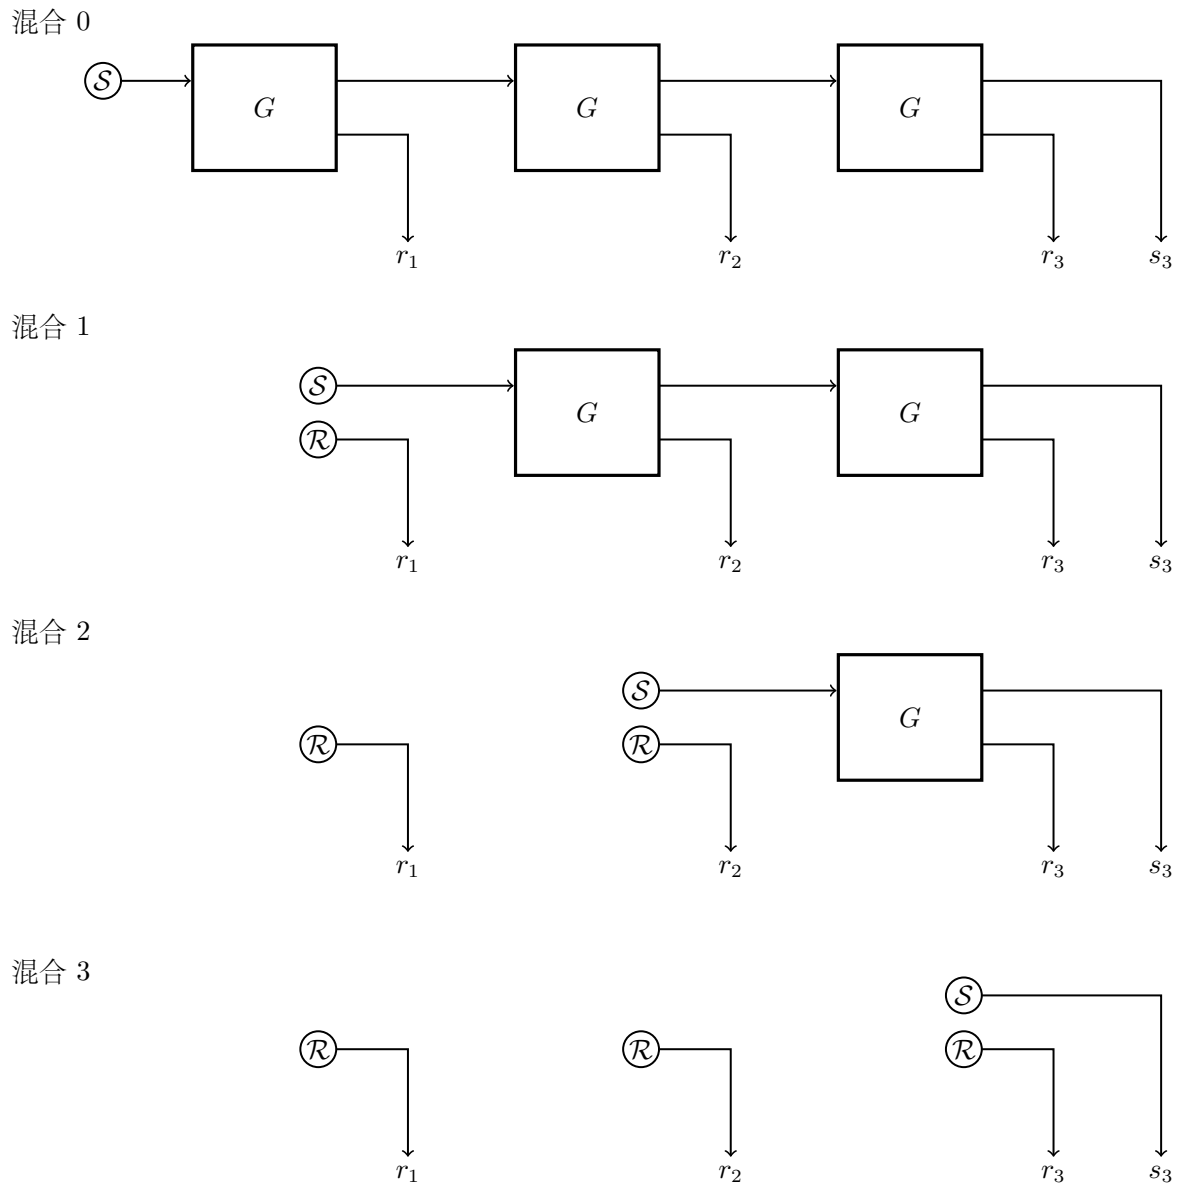 混合 0
𝒮 G G G
r₁ r₂ r₃ s₃
混合 1
𝒮 G G
ℛ
r₁ r₂ r₃ s₃
混合 2
𝒮 G
ℛ ℛ
r₁ r₂ r₃ s₃
混合 3
𝒮
ℛ ℛ ℛ
r₁ r₂ r₃ s₃